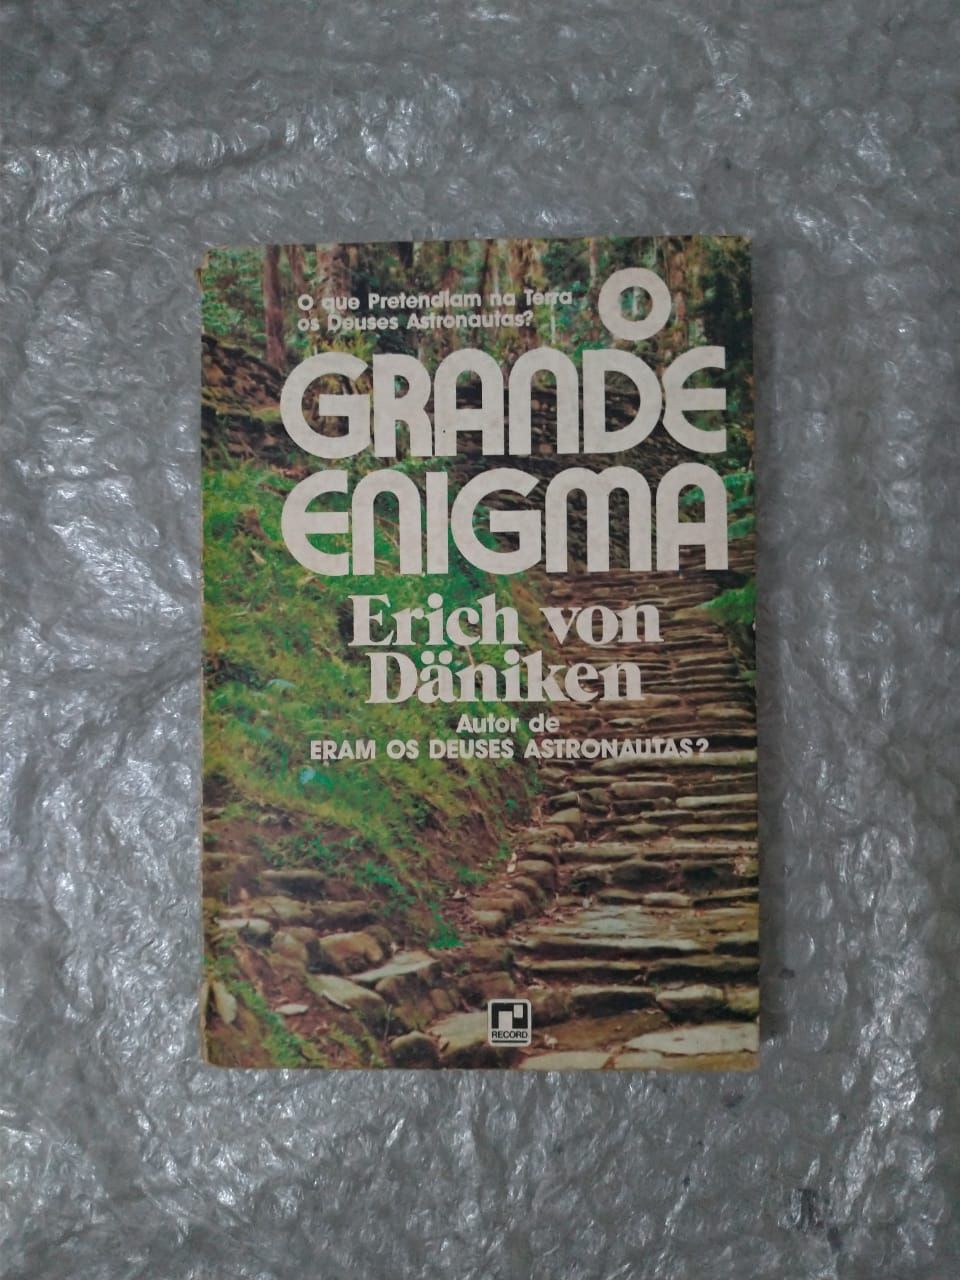 O que Pretendiam na Terra
os Deuses Astronautas?
O
GRANDE
ENIGMA
Erich von
Däniken
Autor de
ERAM OS DEUSES ASTRONAUTAS?
RECORD